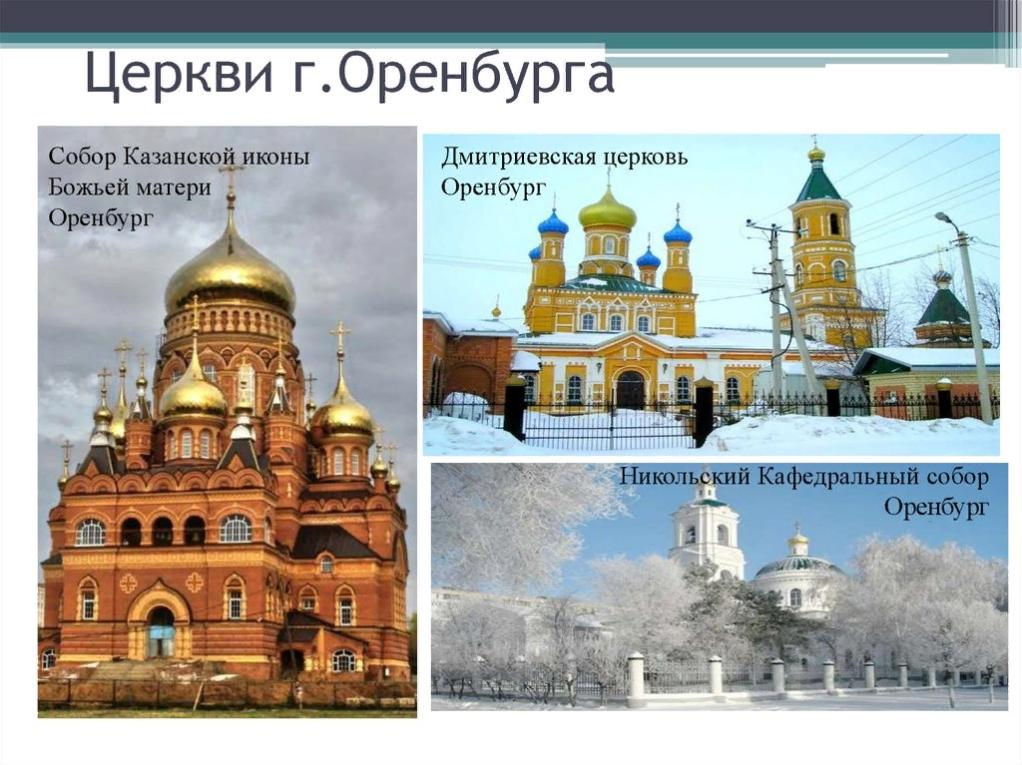 Церкви г.Оренбурга
Собор Казанской иконы
Божьей матери
Оренбург
Дмитриевская церковь
Оренбург
Никольский Кафедральный собор
Оренбург